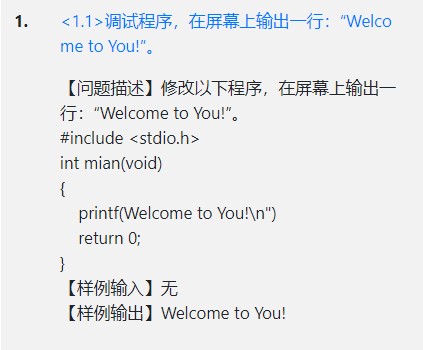 1. <1.1>调试程序，在屏幕上输出一行：“Welco
me to You!”。
【问题描述】修改以下程序，在屏幕上输出一
行：“Welcome to You!”。
#include <stdio.h>
int mian(void)
{
printf(Welcome to You!\n")
return 0;
}
【样例输入】无
【样例输出】Welcome to You!